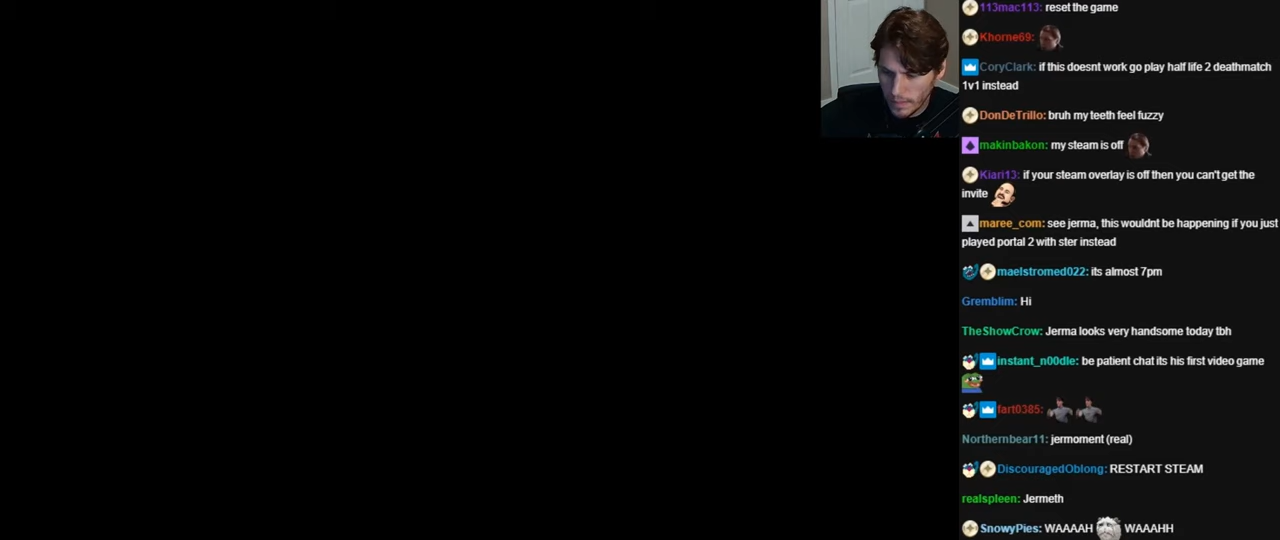 113mac113: reset the game
Khorne69:
CoryClark: if this doesnt work go play half life 2 deathmatch
1v1 instead
DonDeTrillo: bruh my teeth feel fuzzy
makinbakon: my steam is off
Kiari13: if your steam overlay is off then you can't get the
invite
maree_com: see jerma, this wouldnt be happening if you just
played portal 2 with ster instead
maelstromed022: its almost 7pm
Gremblim: Hi
TheShowCrow: Jerma looks very handsome today tbh
instant_n00dle: be patient chat its his first video game
fart0385:
Northernbear11: jermoment (real)
DiscouragedOblong: RESTART STEAM
realspleen: Jermeth
SnowyPies: WAAAAH WAAAHH